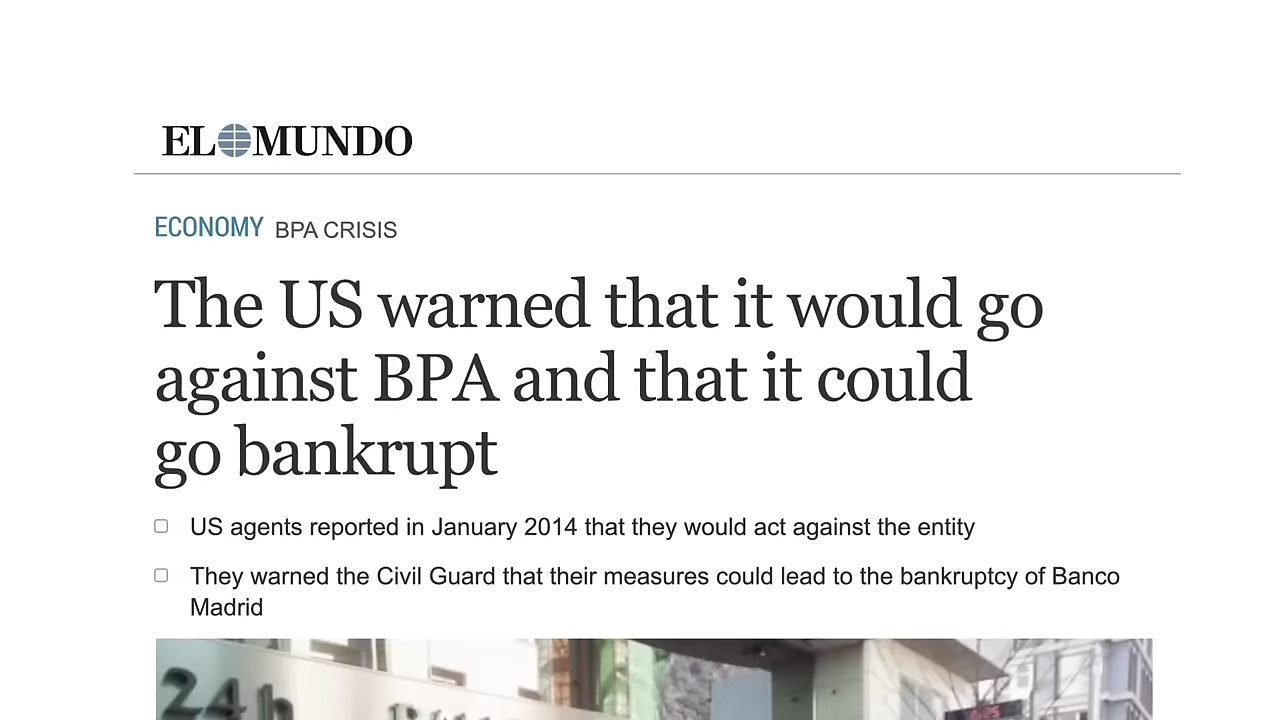 EL MUNDO
ECONOMY BPA CRISIS
The US warned that it would go
against BPA and that it could
go bankrupt
US agents reported in January 2014 that they would act against the entity
They warned the Civil Guard that their measures could lead to the bankruptcy of Banco
Madrid
24h